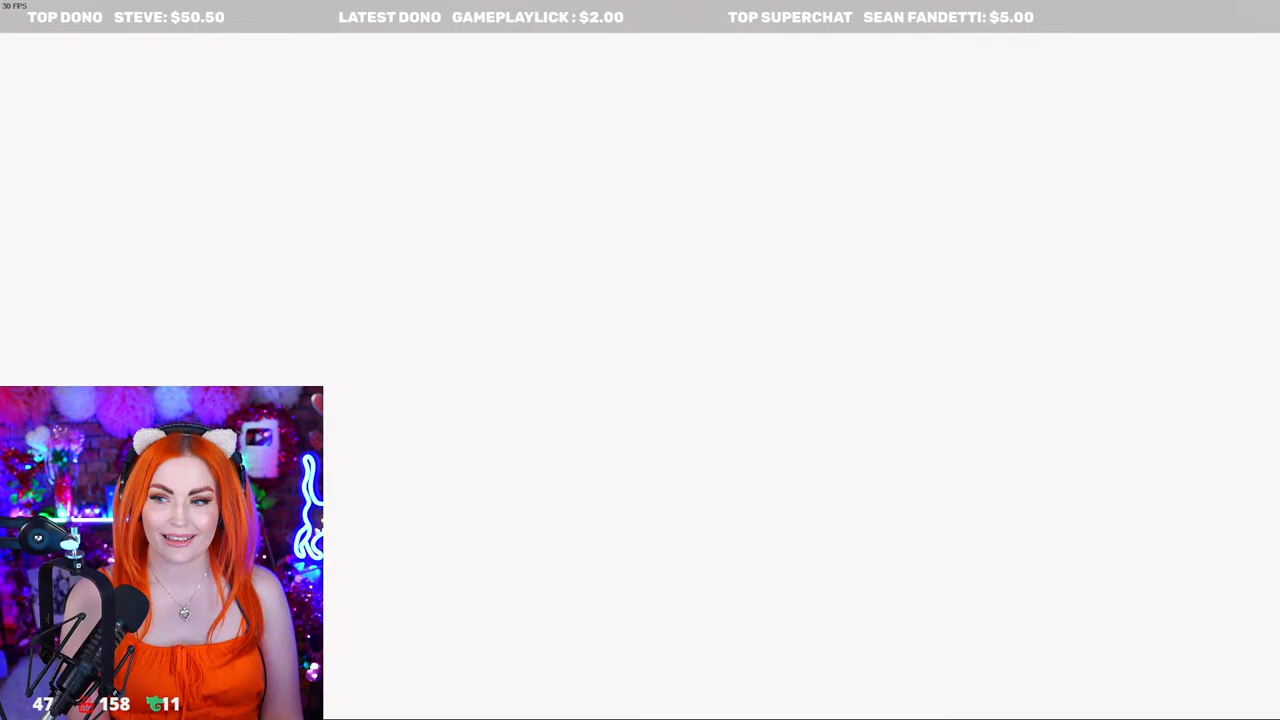 30 FPS
TOP DONO STEVE: $50.50 LATEST DONO GAMEPLAYLICK : $2.00 TOP SUPERCHAT SEAN FANDETTI: $5.00
47 158 11